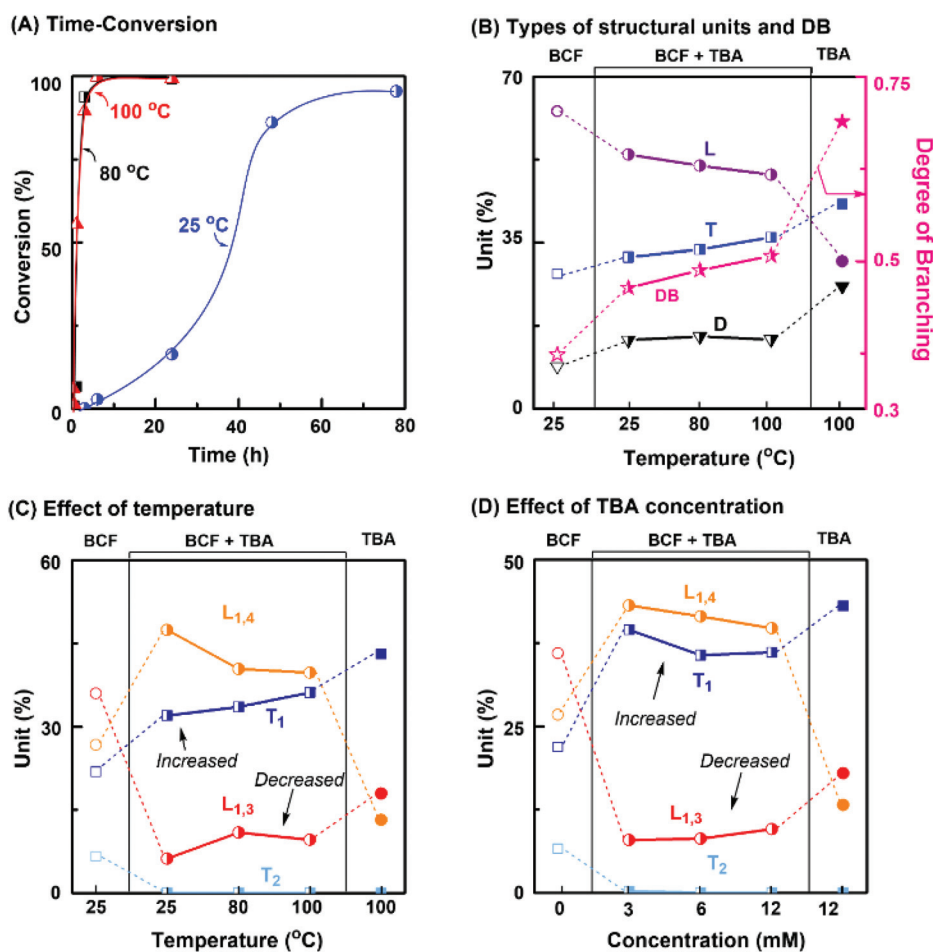 (A) Time-Conversion
100
50
0
Conversion (%)
100 °C
80 °C
25 °C
0
20
40
60
80
Time (h)
(B) Types of structural units and DB
BCF
BCF + TBA
TBA
70
35
0
Unit (%)
L
T
DB
D
0.75
0.5
0.3
Degree of Branching
25
25
80
100
100
Temperature (°C)
(C) Effect of temperature
BCF
BCF + TBA
TBA
60
30
0
Unit (%)
L1,4
T1
Increased
Decreased
L1,3
T2
25
25
80
100
100
Temperature (°C)
(D) Effect of TBA concentration
BCF
BCF + TBA
TBA
50
25
0
Unit (%)
L1,4
T1
Increased
Decreased
L1,3
T2
0
3
6
12
12
Concentration (mM)